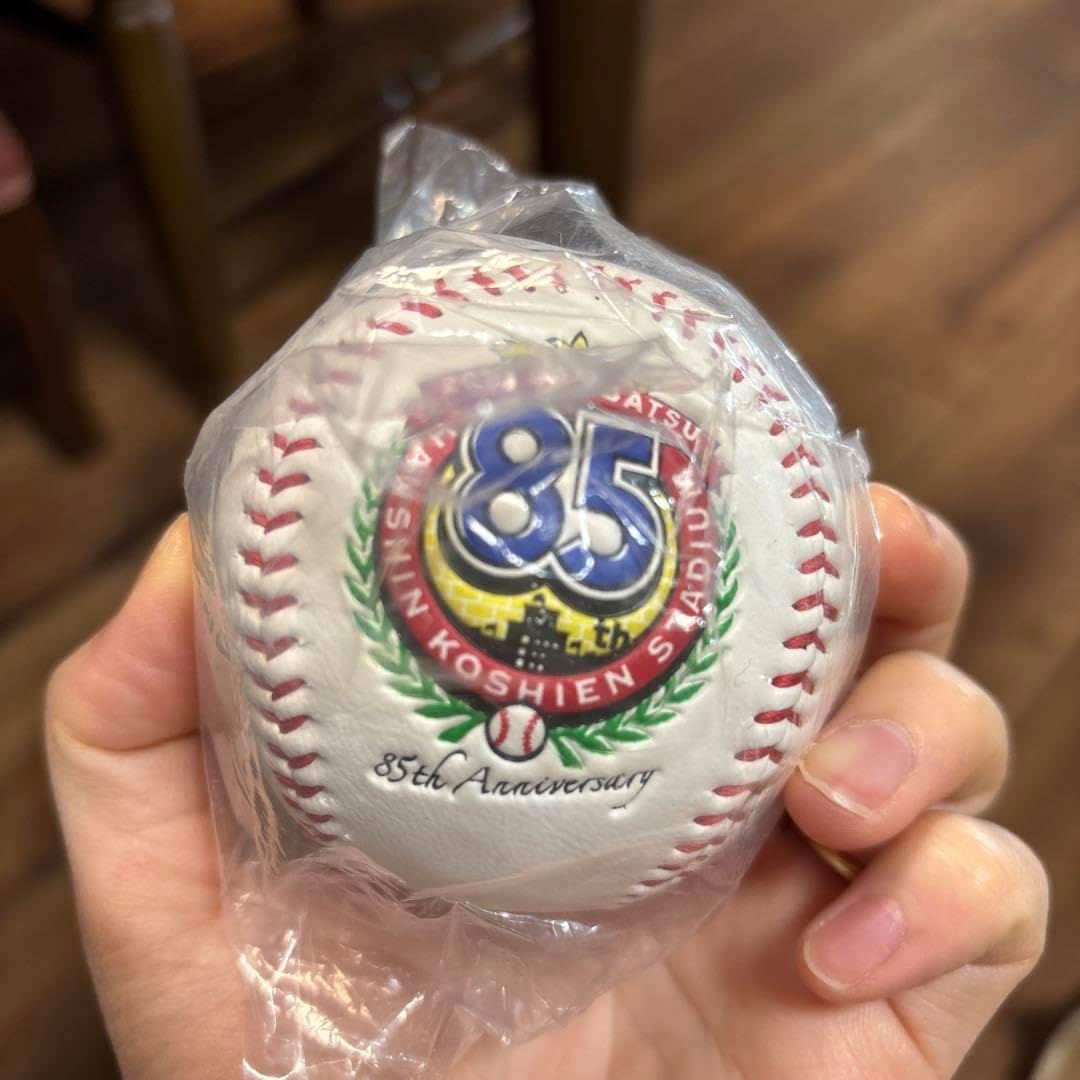 85
th
HANSHIN KOSHIEN STADIUM
85th Anniversary